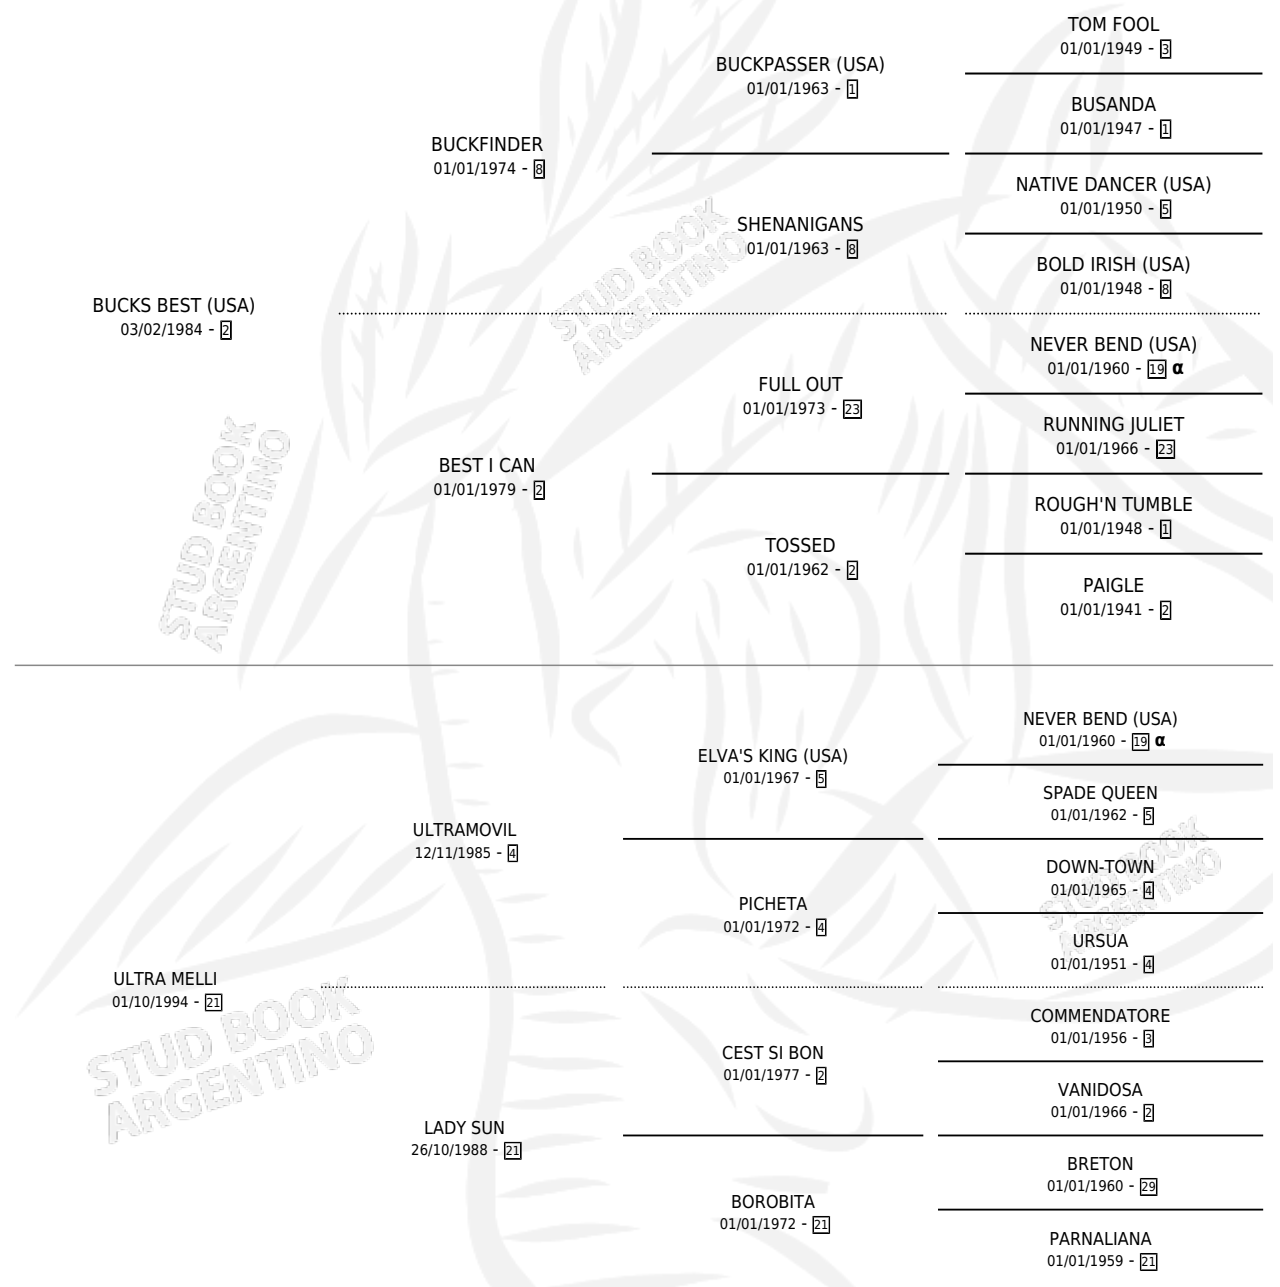 TOM FOOL
01/01/1949 - 3
BUCKPASSER (USA)
01/01/1963 - 1
BUSANDA
01/01/1947 - 1
BUCKFINDER
01/01/1974 - 8
NATIVE DANCER (USA)
01/01/1950 - 5
SHENANIGANS
01/01/1963 - 8
BOLD IRISH (USA)
01/01/1948 - 8
BUCKS BEST (USA)
03/02/1984 - 2
NEVER BEND (USA)
01/01/1960 - 19 α
FULL OUT
01/01/1973 - 23
RUNNING JULIET
01/01/1966 - 23
BEST I CAN
01/01/1979 - 2
ROUGH'N TUMBLE
01/01/1948 - 1
TOSSED
01/01/1962 - 2
PAIGLE
01/01/1941 - 2
NEVER BEND (USA)
01/01/1960 - 19 α
ELVA'S KING (USA)
01/01/1967 - 5
SPADE QUEEN
01/01/1962 - 5
ULTRAMOVIL
12/11/1985 - 4
DOWN-TOWN
01/01/1965 - 4
PICHETA
01/01/1972 - 4
URSUA
01/01/1951 - 4
ULTRA MELLI
01/10/1994 - 21
COMMENDATORE
01/01/1956 - 3
CEST SI BON
01/01/1977 - 2
VANIDOSA
01/01/1966 - 2
LADY SUN
26/10/1988 - 21
BRETON
01/01/1960 - 29
BOROBITA
01/01/1972 - 21
PARNALIANA
01/01/1959 - 21
STUD BOOK
ARGENTINO
STUD BOOK
ARGENTINO
STUD BOOK
ARGENTINO
STUD BOOK
ARGENTINO